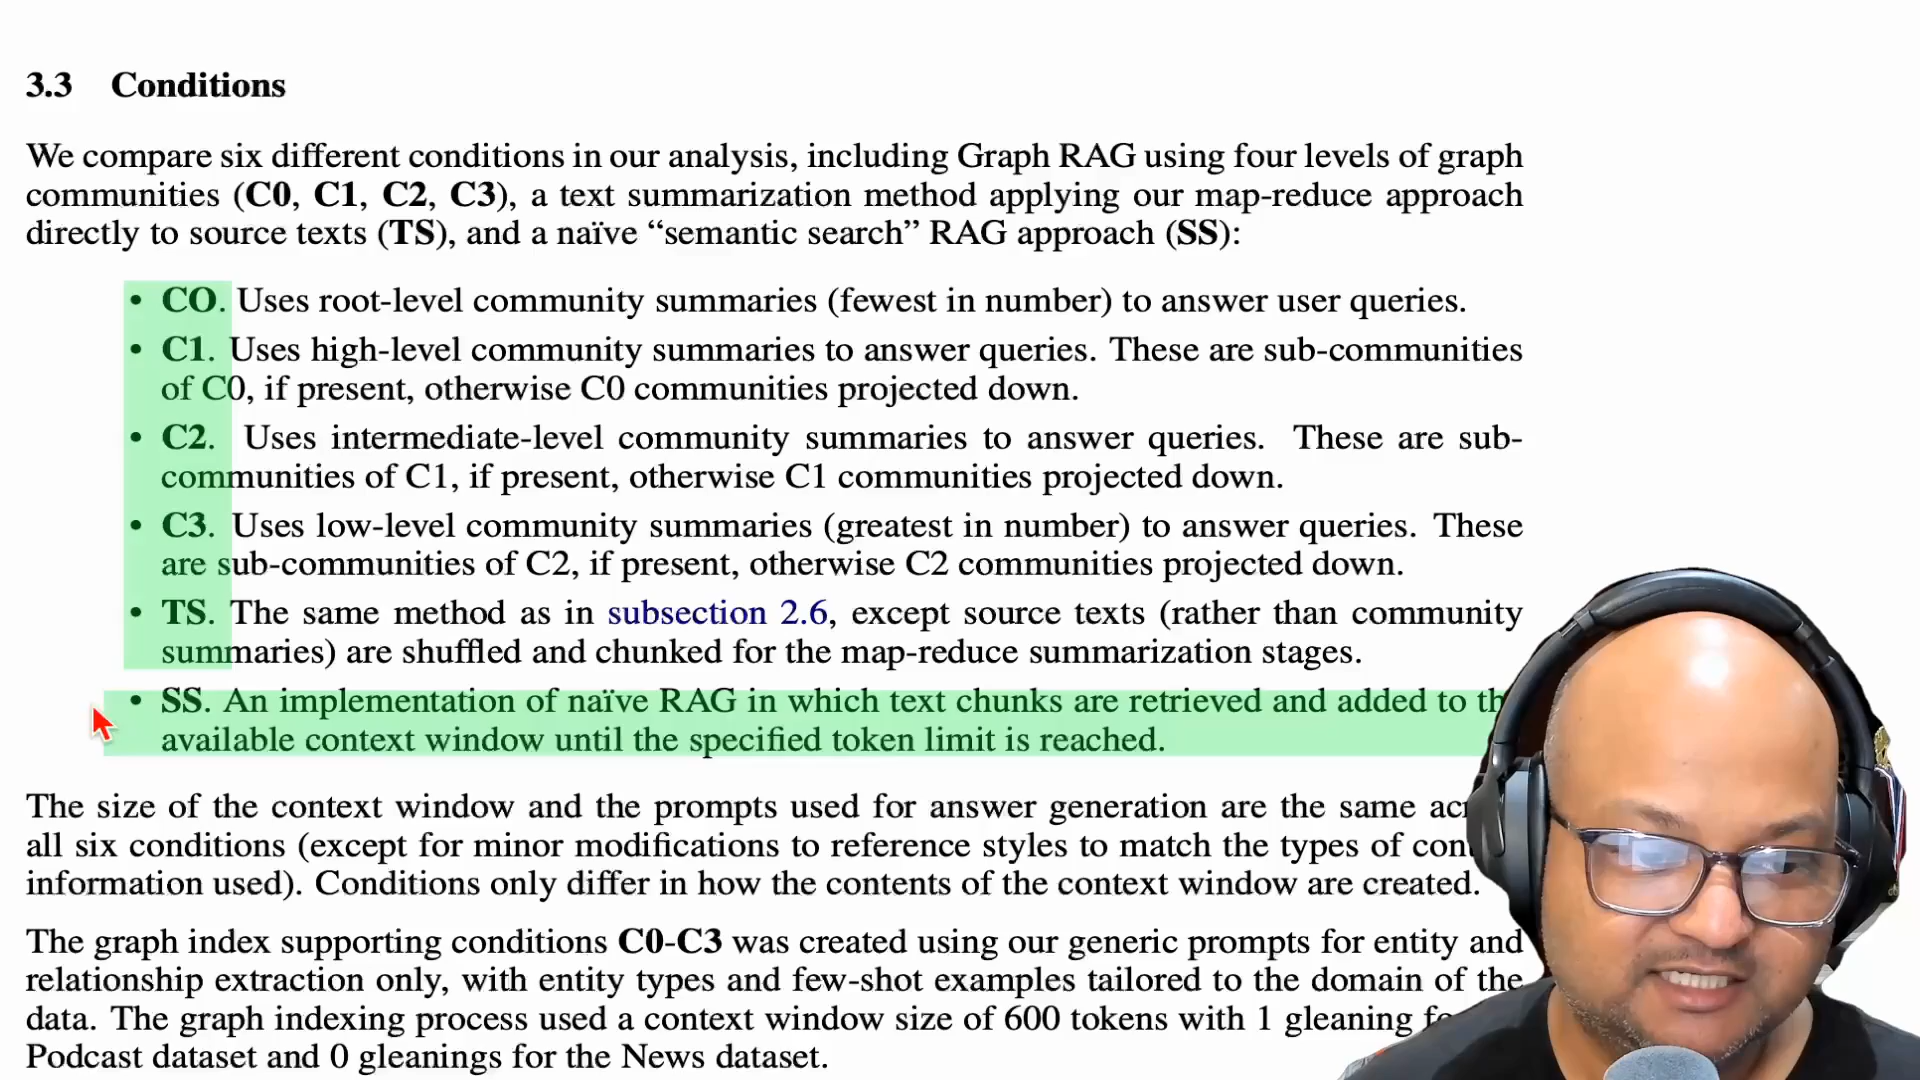 3.3 Conditions
We compare six different conditions in our analysis, including Graph RAG using four levels of graph
communities (C0, C1, C2, C3), a text summarization method applying our map-reduce approach
directly to source texts (TS), and a naïve “semantic search” RAG approach (SS):
• CO. Uses root-level community summaries (fewest in number) to answer user queries.
• C1. Uses high-level community summaries to answer queries. These are sub-communities
of C0, if present, otherwise C0 communities projected down.
• C2. Uses intermediate-level community summaries to answer queries. These are sub-
communities of C1, if present, otherwise C1 communities projected down.
• C3. Uses low-level community summaries (greatest in number) to answer queries. These
are sub-communities of C2, if present, otherwise C2 communities projected down.
• TS. The same method as in subsection 2.6, except source texts (rather than community
summaries) are shuffled and chunked for the map-reduce summarization stages.
• SS. An implementation of naïve RAG in which text chunks are retrieved and added to
available context window until the specified token limit is reached.
The size of the context window and the prompts used for answer generation are the same
all six conditions (except for minor modifications to reference styles to match the types of
information used). Conditions only differ in how the contents of the context window are created.
The graph index supporting conditions C0-C3 was created using our generic prompts for entity and
relationship extraction only, with entity types and few-shot examples tailored to the domain of the
data. The graph indexing process used a context window size of 600 tokens with 1 gleaning
Podcast dataset and 0 gleanings for the News dataset.